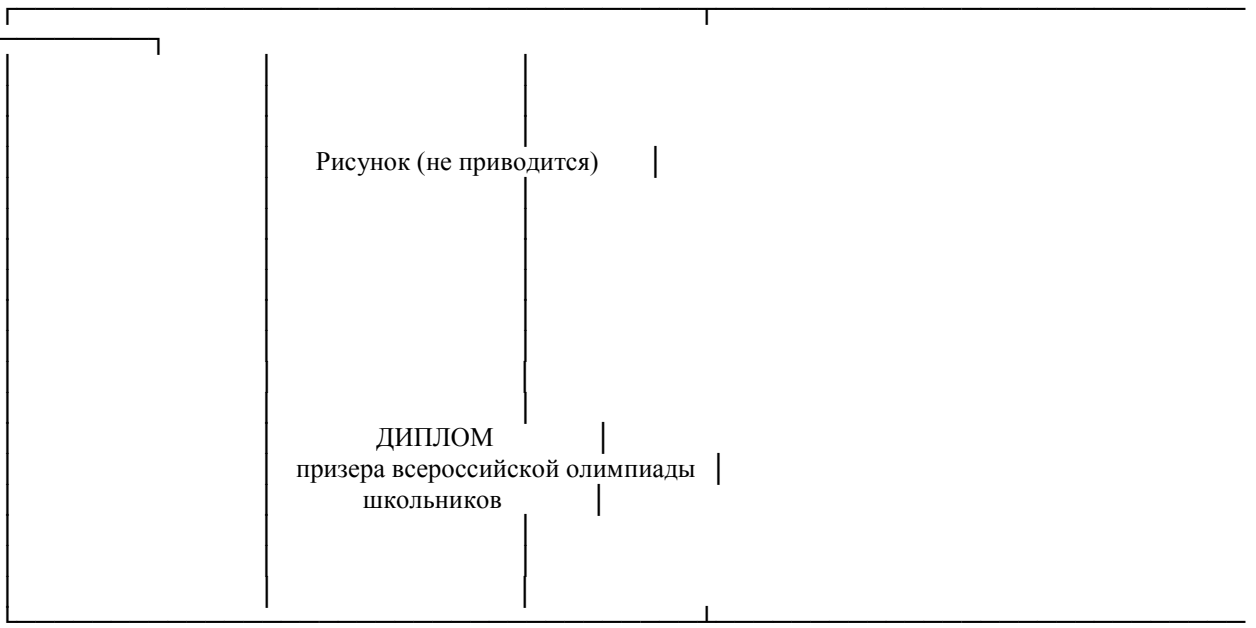 Рисунок (не приводится)
ДИПЛОМ
призера всероссийской олимпиады
школьников